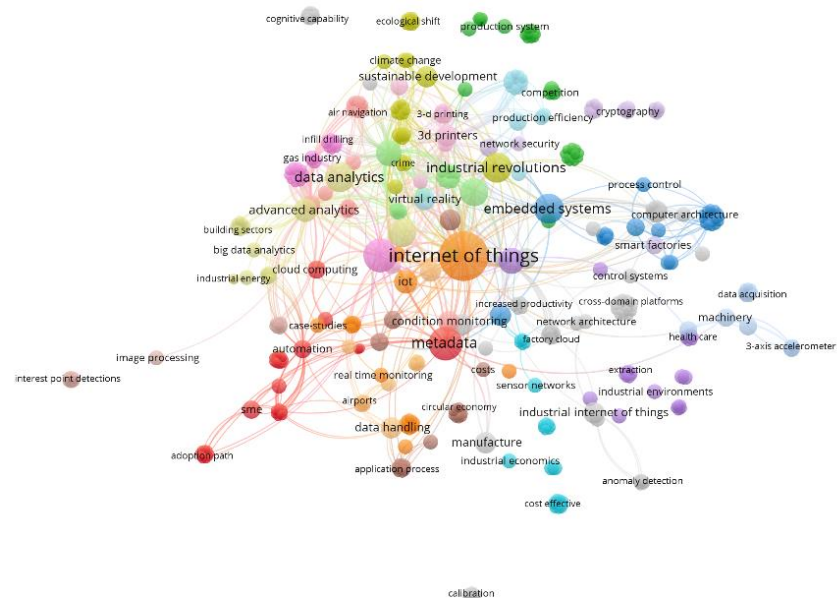 cognitive capability
ecological shift
production system
climate change
sustainable development
competition
air navigation
3-d printing
production efficiency
cryptography
infill drilling
3d printers
network security
gas industry
crime
industrial revolutions
data analytics
process control
virtual reality
advanced analytics
embedded systems
computer architecture
building sectors
smart factories
big data analytics
internet of things
industrial energy
cloud computing
iot
control systems
data acquisition
increased productivity
cross-domain platforms
case-studies
condition monitoring
network architecture
machinery
metadata
factory cloud
health care
automation
3-axis accelerometer
image processing
costs
interest point detections
real time monitoring
sensor networks
extraction
industrial environments
airports
sme
circular economy
industrial internet of things
data handling
manufacture
adoption path
industrial economics
application process
anomaly detection
cost effective
calibration